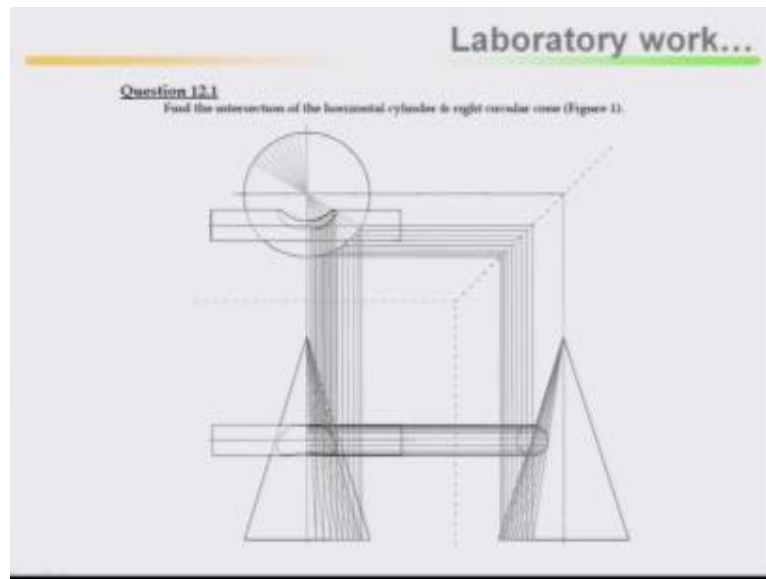 Laboratory work...
Question 12.1
Find the intersection of the horizontal cylinder & right circular cone (Figure 1).